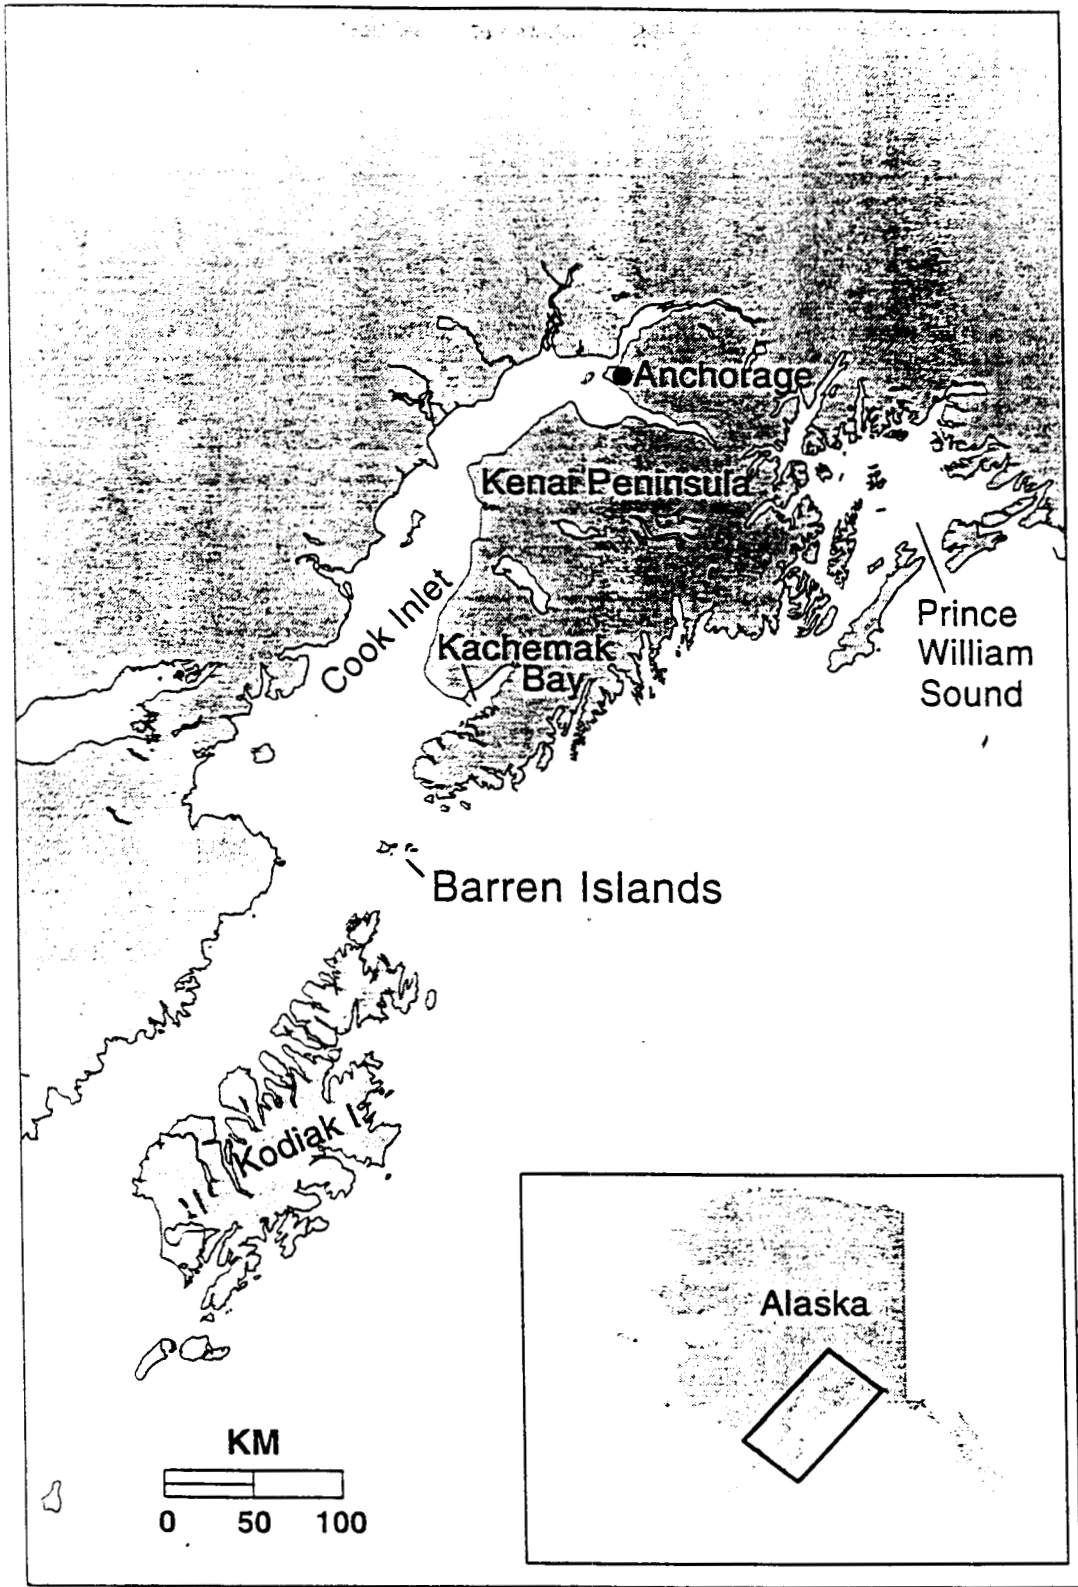 Anchorage
Kenai Peninsula
Cook Inlet
Kachemak
Bay
Prince
William
Sound
Barren Islands
Kodiak I.
Alaska
KM
0 50 100